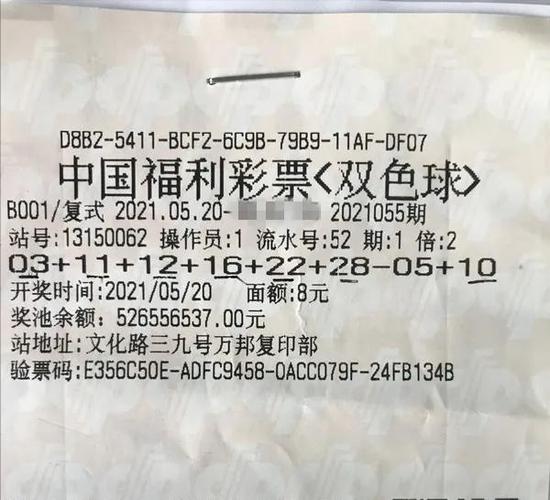 D8B2-5411-BCF2-6C9B-79B9-11AF-DF07
中国福利彩票<双色球>
B001/复式 2021.05.20- 2021055期
站号:13150062 操作员:1 流水号:52 期:1 倍:2
03+11+12+16+22+28-05+10
开奖时间:2021/05/20 面额:8元
奖池余额: 526556537.00元
站地址:文化路三九号万邦复印部
验票码:E356C50E-ADFC9458-0ACC079F-24FB134B